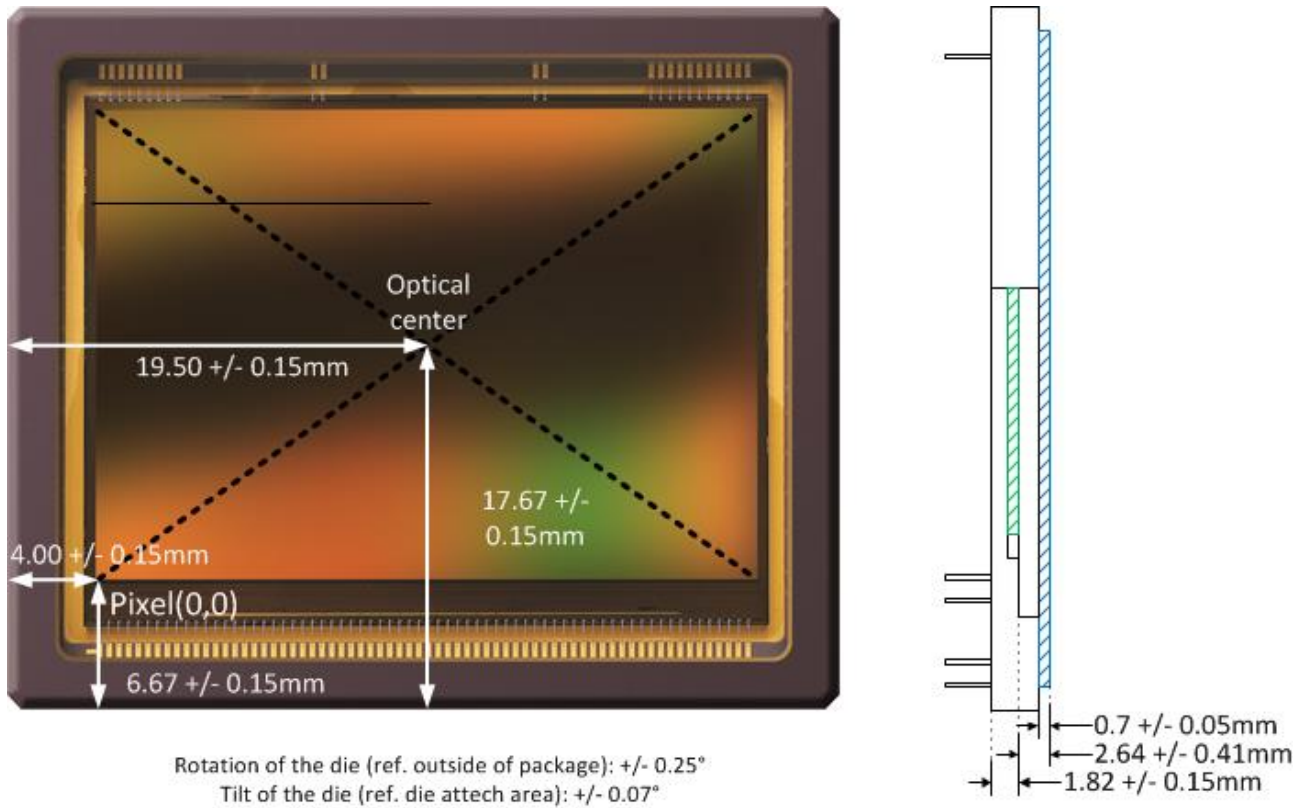 Optical
center
19.50 +/- 0.15mm
17.67 +/-
0.15mm
4.00 +/- 0.15mm
Pixel(0,0)
6.67 +/- 0.15mm
0.7 +/- 0.05mm
2.64 +/- 0.41mm
1.82 +/- 0.15mm
Rotation of the die (ref. outside of package): +/- 0.25°
Tilt of the die (ref. die attech area): +/- 0.07°